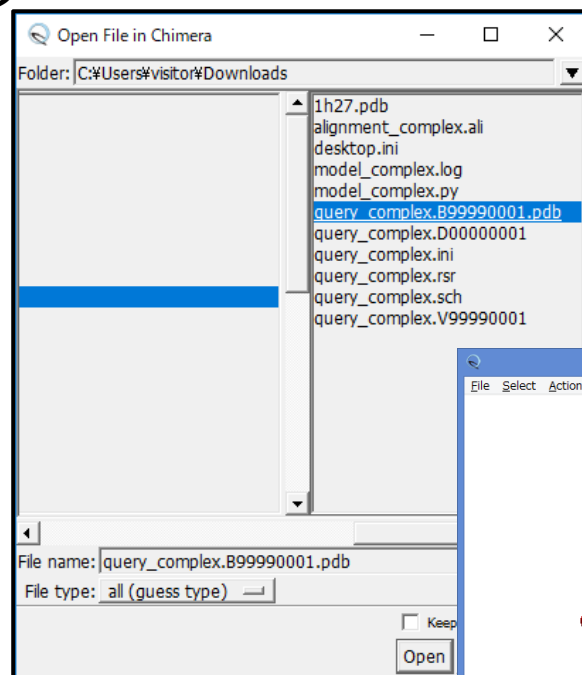 Open File in Chimera
Folder: C:¥Users¥visitor¥Downloads
1h27.pdb
alignment_complex.ali
desktop.ini
model_complex.log
model_complex.py
query_complex.B99990001.pdb
query_complex.D00000001
query_complex.ini
query_complex.rsr
query_complex.sch
query_complex.V99990001
File Select Action
File name: query_complex.B99990001.pdb
File type: all (guess type)
Keep
Open